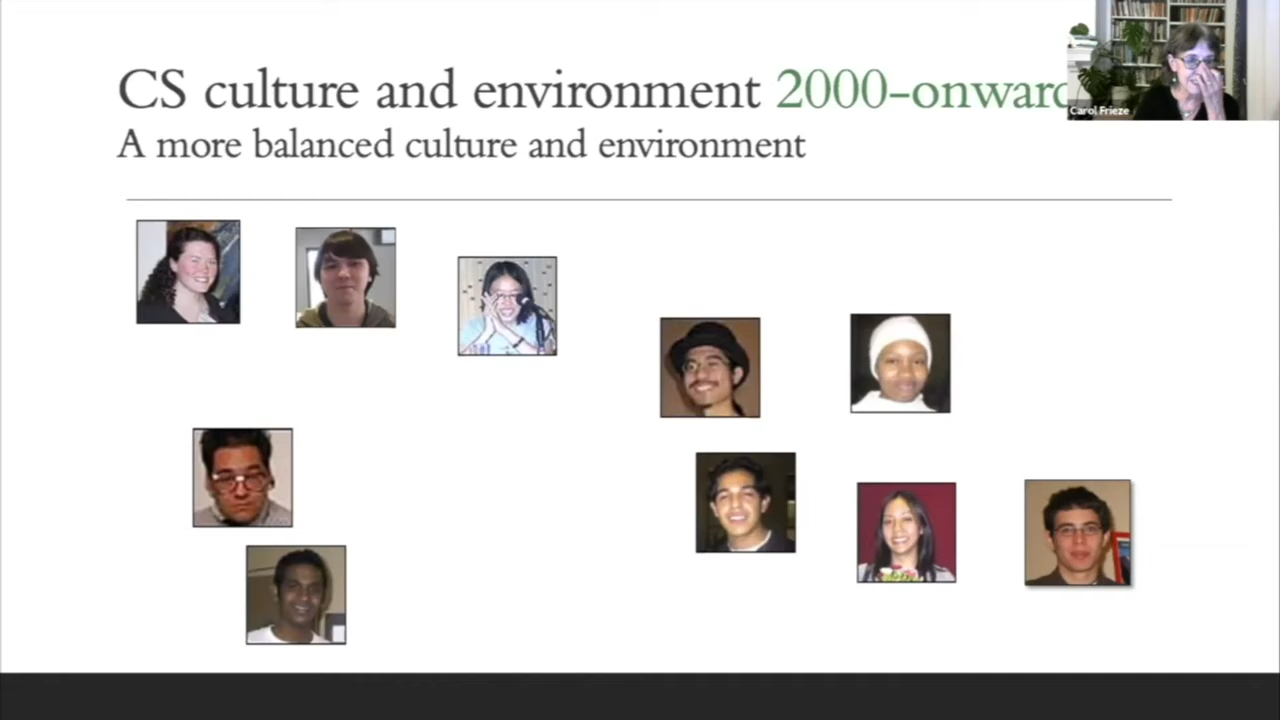 CS culture and environment 2000-onward
A more balanced culture and environment
Carol Frieze